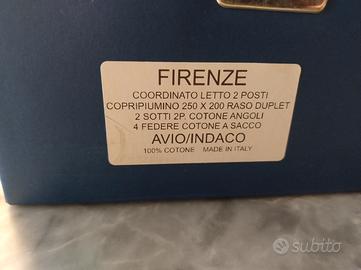 FIRENZE
COORDINATO LETTO 2 POSTI
COPRIPIUMINO 250 X 200 RASO DUPLET
2 SOTTI 2P. COTONE ANGOLI
4 FEDERE COTONE A SACCO
AVIO/INDACO
100% COTONE MADE IN ITALY
subito